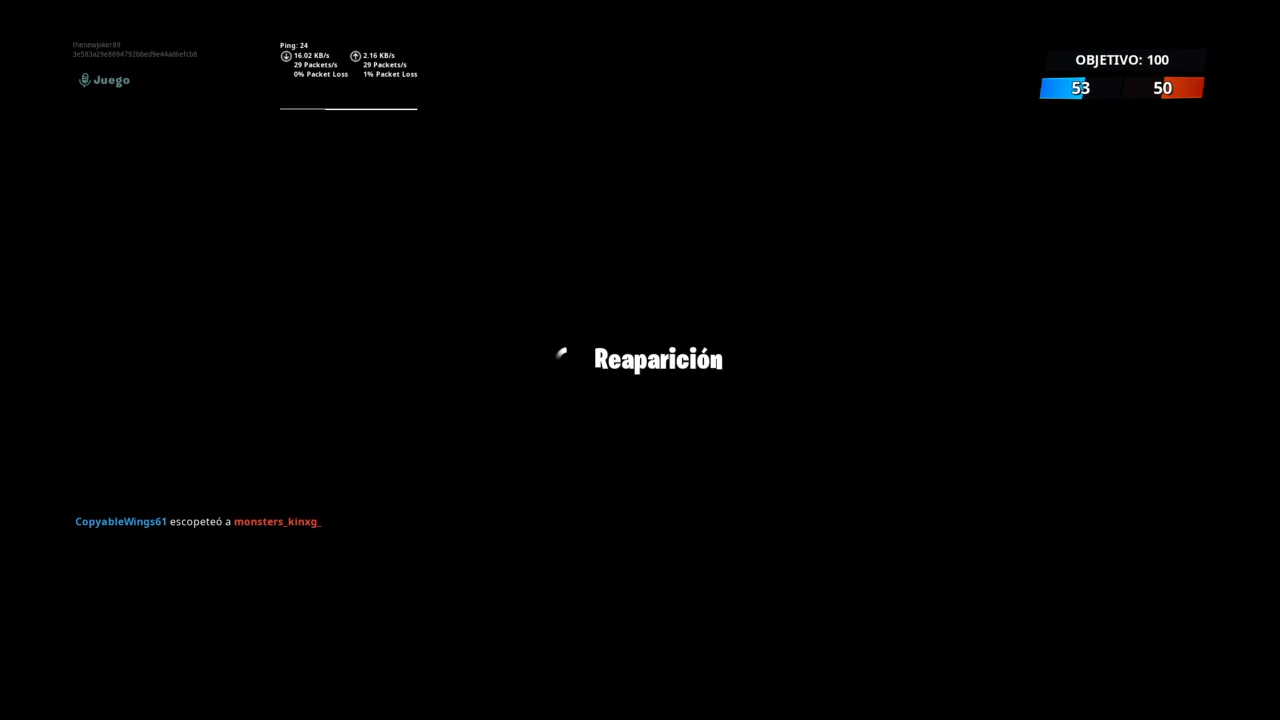 thenewjoker89
3e583a29e8694792bbed9e44ad6efcb8
Juego
Ping: 24
16.02 KB/s 2.16 KB/s
29 Packets/s 29 Packets/s
0% Packet Loss 1% Packet Loss
OBJETIVO: 100
53 50
Reaparición
CopyableWings61 escopeteó a monsters_kinxg_